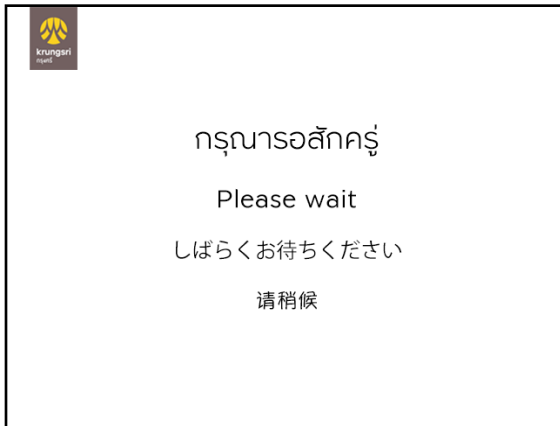 krungsri
กรุงศรี
กรุณารอสักครู่
Please wait
しばらくお待ちください
请稍候